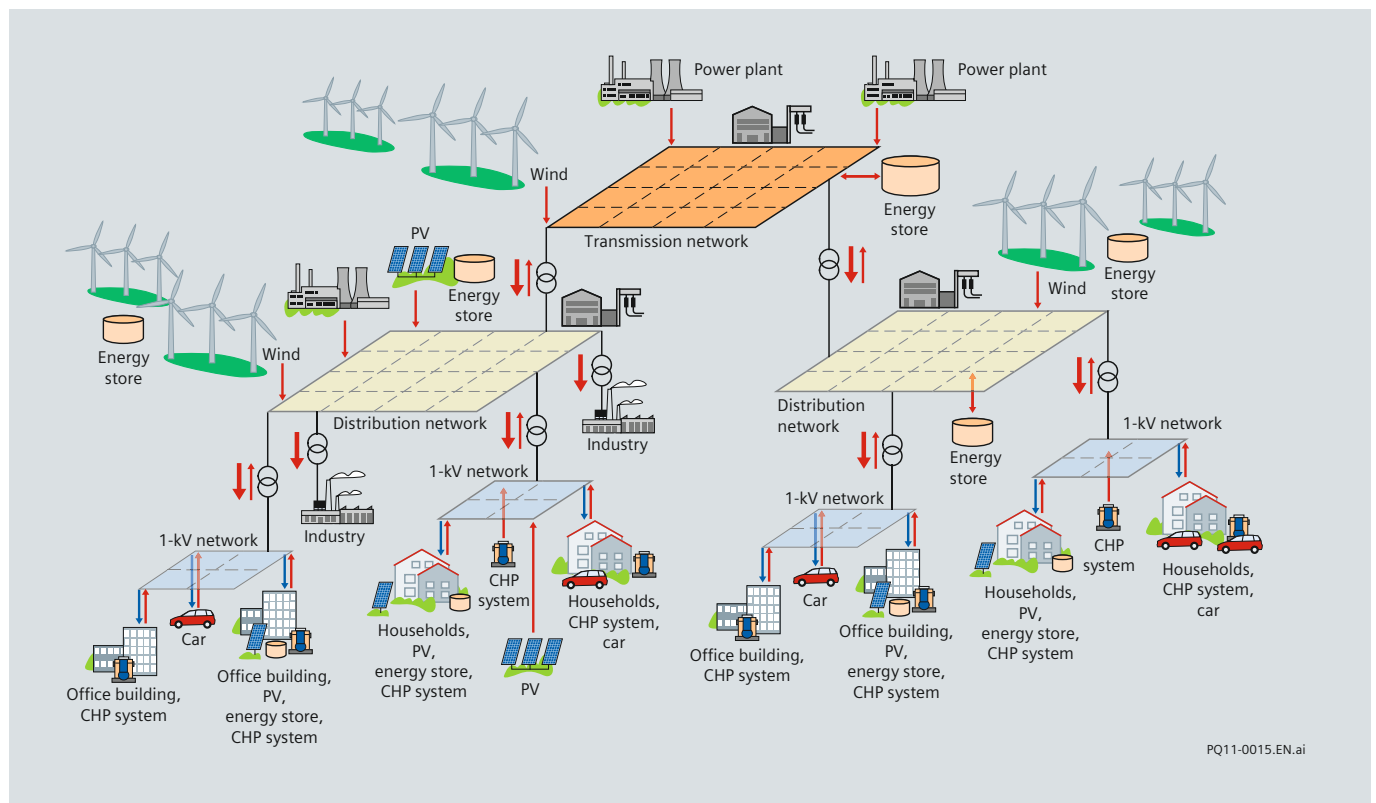 Power plant
Power plant
Wind
Energy
store
Transmission network
PV
Energy
store
Wind
Energy
store
Energy
store
Wind
Distribution network
Industry
Industry
Distribution
network
Energy
store
1-kV network
1-kV network
1-kV network
1-kV network
Office building,
CHP system
Car
Office building,
PV,
energy store,
CHP system
Households,
PV,
energy store,
CHP system
CHP
system
PV
Households,
CHP system,
car
Office building,
CHP system
Car
Office building,
PV,
energy store,
CHP system
Households,
PV,
energy store,
CHP system
CHP
system
Households,
CHP system,
car
PQ11-0015.EN.ai